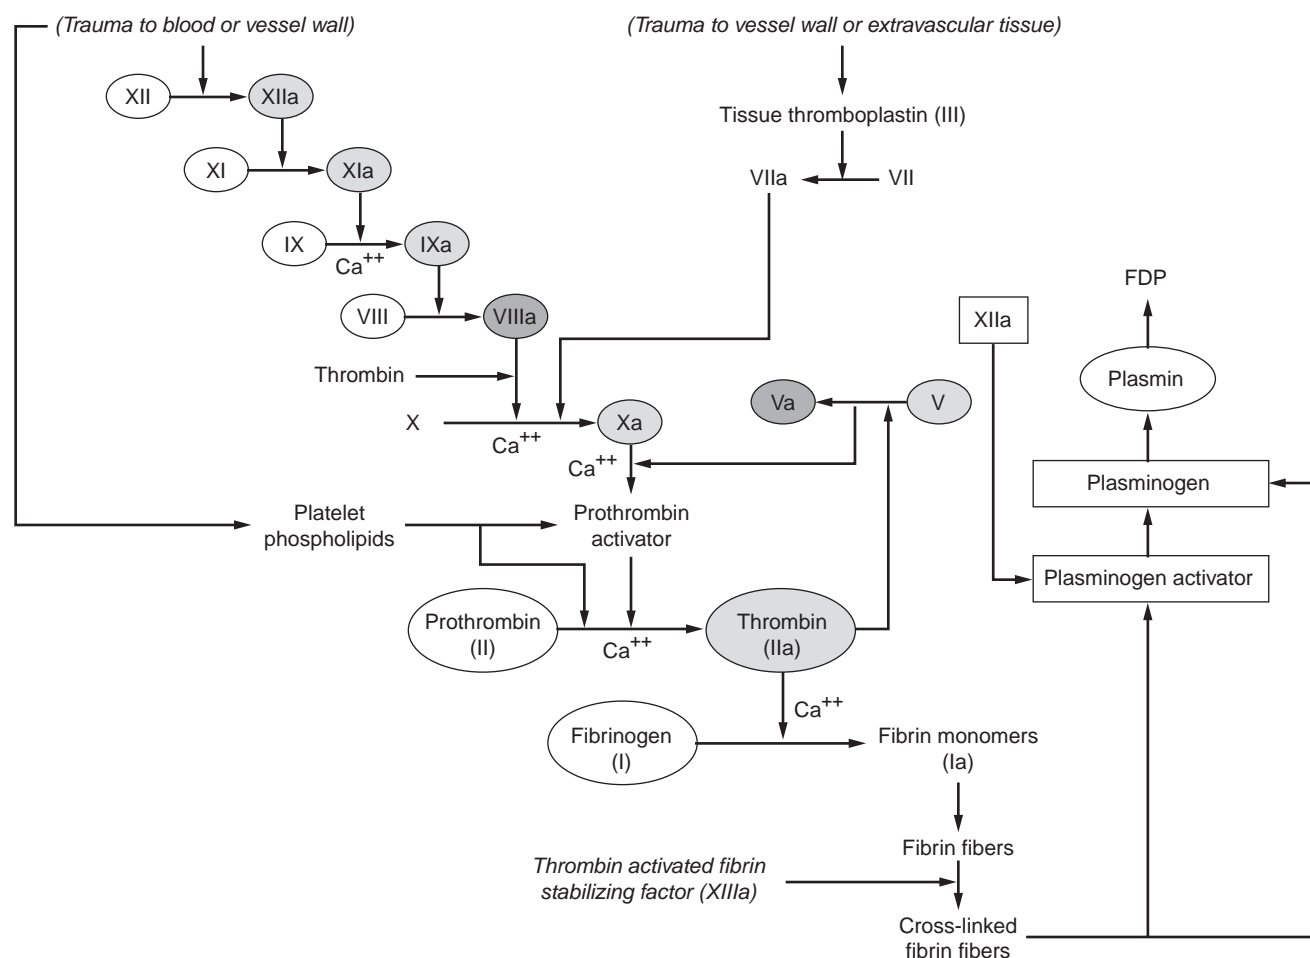 (Trauma to blood or vessel wall)
(Trauma to vessel wall or extravascular tissue)
XII
XIIa
Tissue thromboplastin (III)
XI
XIa
VIIa
VII
IX
Ca++
IXa
FDP
VIII
VIIIa
XIIa
Thrombin
Plasmin
X
Ca++
Xa
Va
V
Ca++
Plasminogen
Platelet
phospholipids
Prothrombin
activator
Plasminogen activator
Prothrombin
(II)
Ca++
Thrombin
(IIa)
Ca++
Fibrinogen
(I)
Fibrin monomers
(Ia)
Fibrin fibers
Thrombin activated fibrin
stabilizing factor (XIIIa)
Cross-linked
fibrin fibers